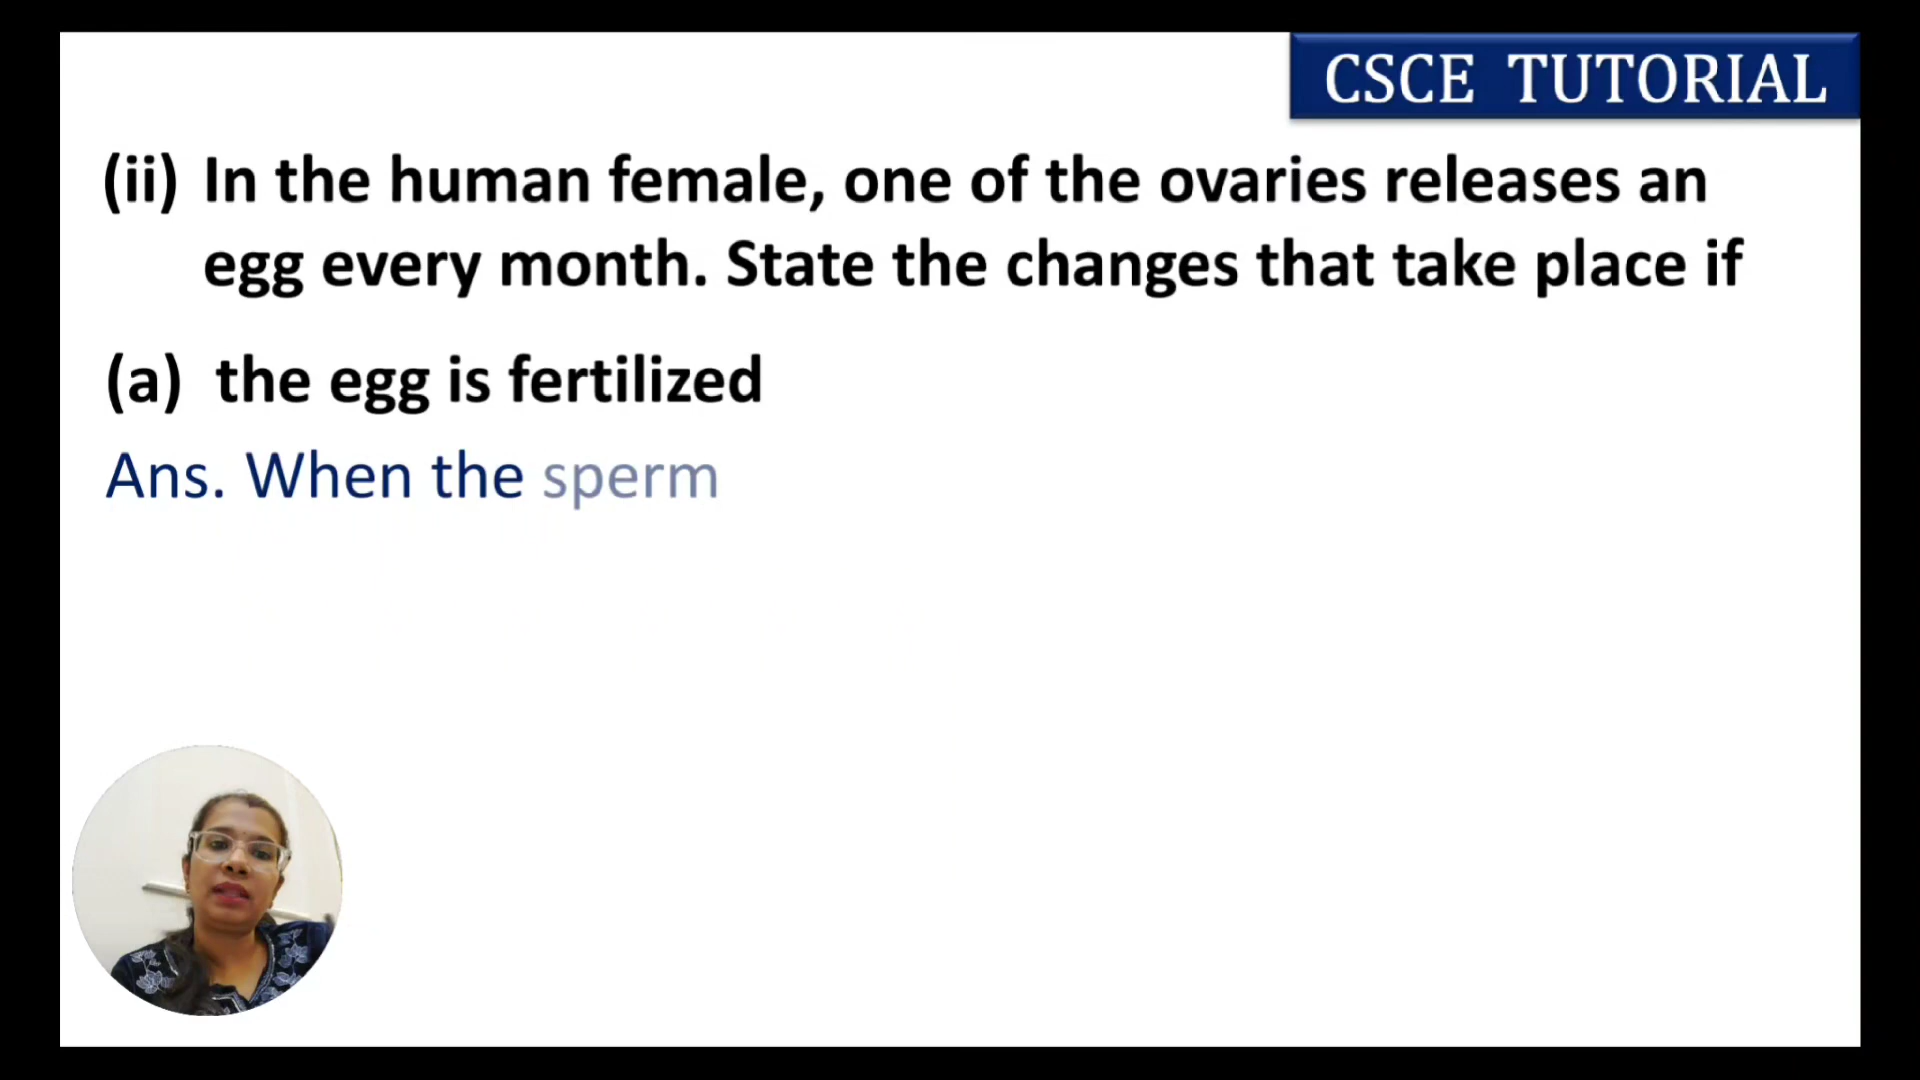 CSCE TUTORIAL
(ii) In the human female, one of the ovaries releases an
egg every month. State the changes that take place if
(a) the egg is fertilized
Ans. When the sperm